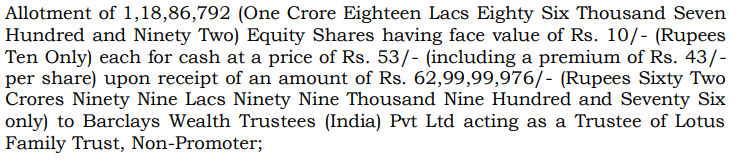 Allotment of 1,18,86,792 (One Crore Eighteen Lacs Eighty Six Thousand Seven
Hundred and Ninety Two) Equity Shares having face value of Rs. 10/- (Rupees
Ten Only) each for cash at a price of Rs. 53/- (including a premium of Rs. 43/-
per share) upon receipt of an amount of Rs. 62,99,99,976/- (Rupees Sixty Two
Crores Ninety Nine Lacs Ninety Nine Thousand Nine Hundred and Seventy Six
only) to Barclays Wealth Trustees (India) Pvt Ltd acting as a Trustee of Lotus
Family Trust, Non-Promoter;